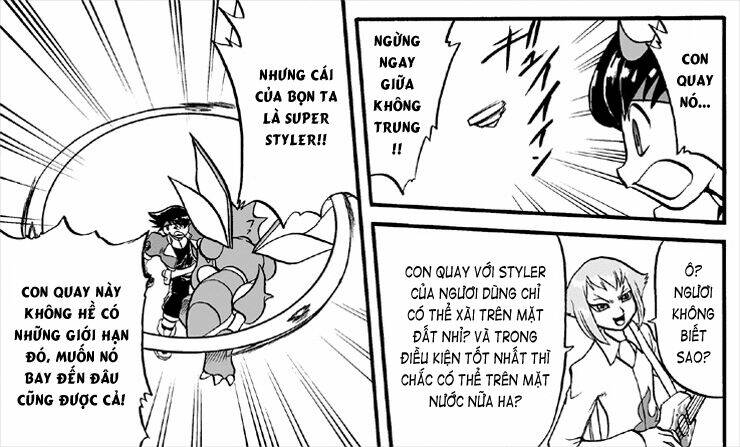 CON
QUAY
NÓ...
NGỪNG
NGAY
GIỮA
KHÔNG
TRUNG
!!
Ô?
NGƯƠI
KHÔNG
BIẾT
SAO?
CON QUAY VỚI STYLER
CỦA NGƯƠI DÙNG CHỈ
CÓ THỂ XÀI TRÊN MẶT
ĐẤT NHỈ? VÀ TRONG
ĐIỀU KIỆN TỐT NHẤT THÌ
CHẮC CÓ THỂ TRÊN MẶT
NƯỚC NỮA HA?
NHƯNG CÁI
CỦA BỌN TA
LÀ SUPER
STYLER!!
CON QUAY NÀY
KHÔNG HỀ CÓ
NHỮNG GIỚI HẠN
ĐÓ, MUỐN NÓ
BAY ĐẾN ĐÂU
CŨNG ĐƯỢC CẢ!